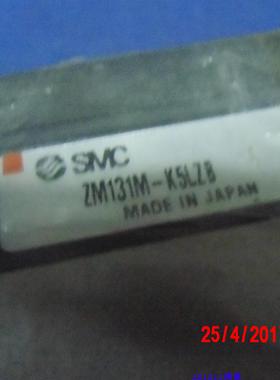 SMC
ZM131M-K5LZB
MADE IN JAPAN
25/4/201